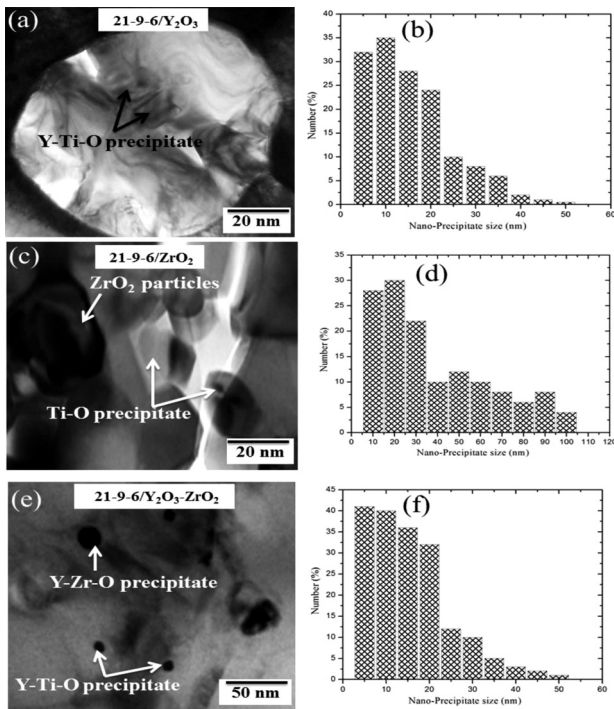 (a)
21-9-6/Y₂O₃
Y-Ti-O precipitate
20 nm
(b)
Number (%)
40
35
30
25
20
15
10
5
0
0 10 20 30 40 50 60
Nano-Precipitate size (nm)
(c)
21-9-6/ZrO₂
ZrO₂ particles
Ti-O precipitate
20 nm
(d)
Number (%)
35
30
25
20
15
10
5
0
10 20 30 40 50 60 70 80 90 100 110 120
Nano-Precipitate size (nm)
(e)
21-9-6/Y₂O₃-ZrO₂
Y-Zr-O precipitate
Y-Ti-O precipitate
50 nm
(f)
Number (%)
45
40
35
30
25
20
15
10
5
0
0 10 20 30 40 50 60
Nano-Precipitate size (nm)